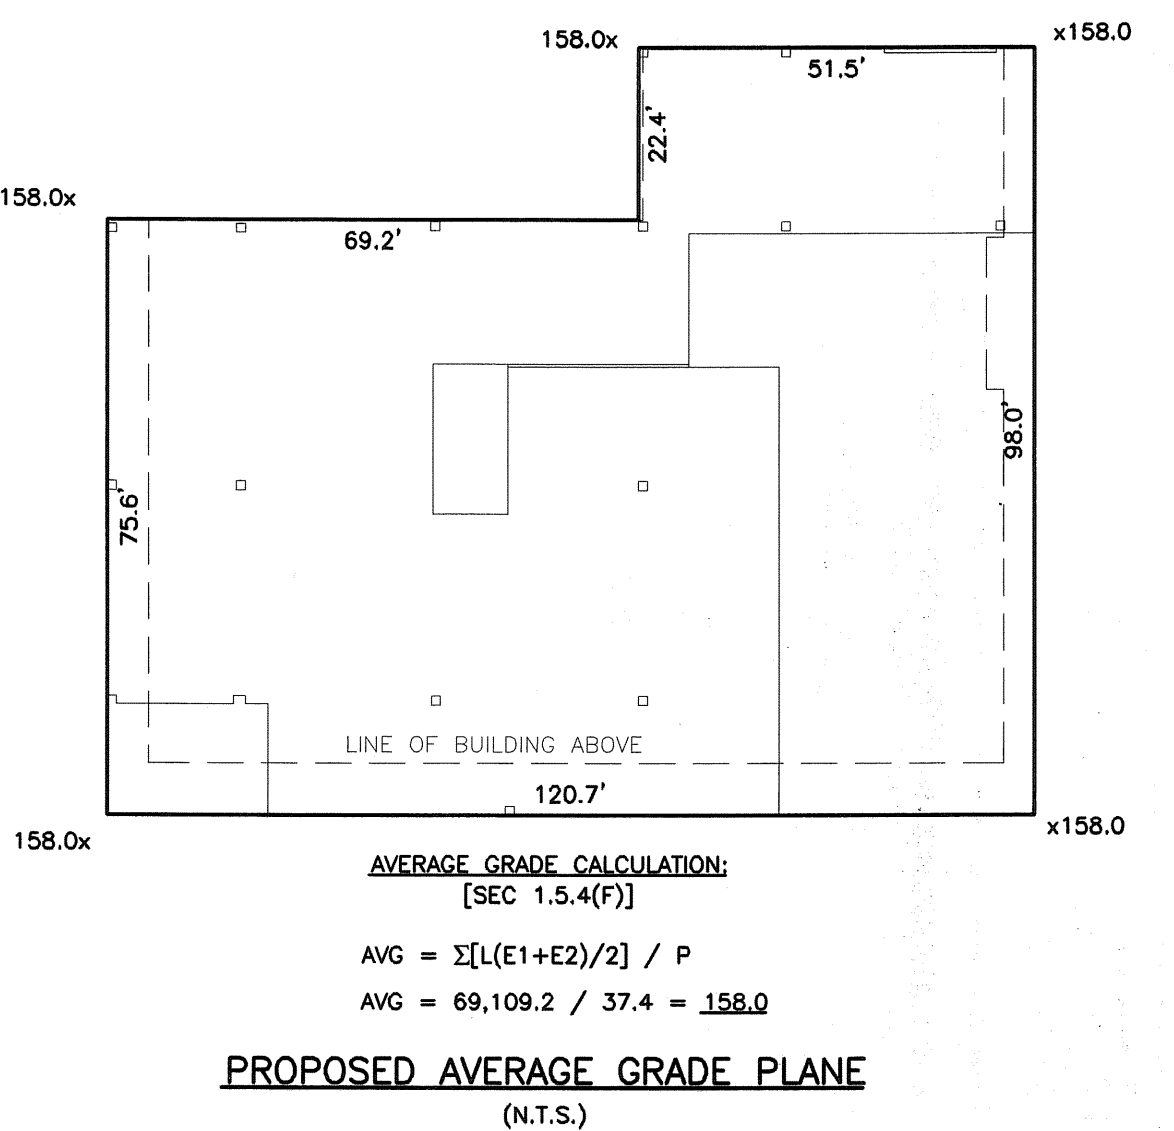 158.0x
x158.0
51.5'
22.4'
158.0x
69.2'
98.0'
75.6'
LINE OF BUILDING ABOVE
120.7'
158.0x
x158.0
AVERAGE GRADE CALCULATION:
[SEC 1.5.4(F)]
AVG = Σ[L(E1+E2)/2] / P
AVG = 69,109.2 / 37.4 = 158.0
PROPOSED AVERAGE GRADE PLANE
(N.T.S.)